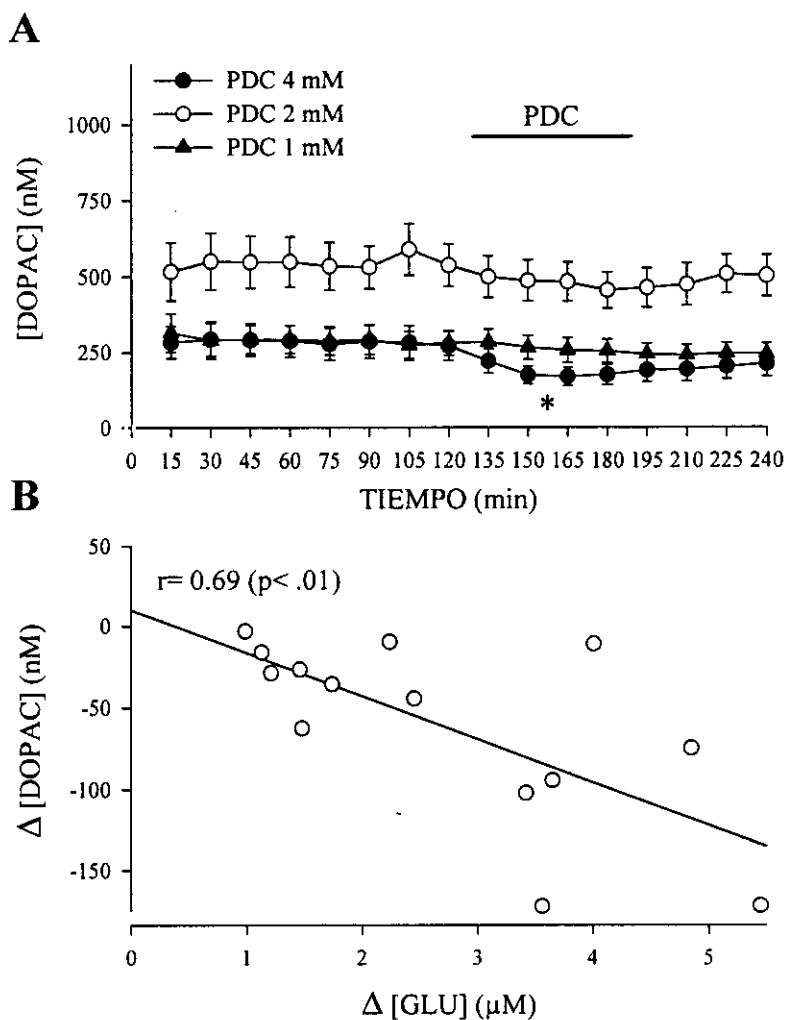 A
PDC 4 mM
PDC 2 mM
PDC 1 mM
PDC
[DOPAC] (nM)
1000
750
500
250
0
*
0 15 30 45 60 75 90 105 120 135 150 165 180 195 210 225 240
TIEMPO (min)
B
r= 0.69 (p< .01)
Δ [DOPAC] (nM)
50
0
-50
-100
-150
0 1 2 3 4 5
Δ [GLU] (μM)